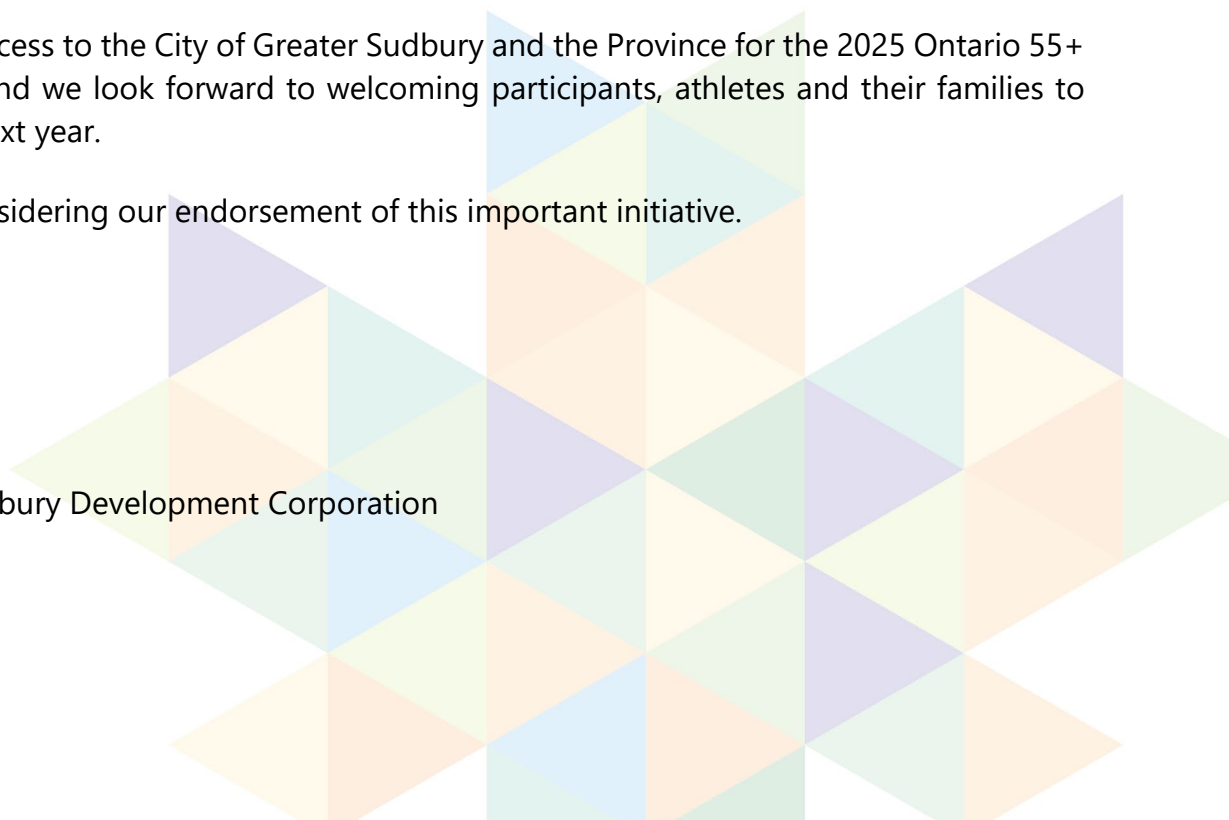 cess to the City of Greater Sudbury and the Province for the 2025 Ontario 55+
nd we look forward to welcoming participants, athletes and their families to
xt year.
sidering our endorsement of this important initiative.
bury Development Corporation